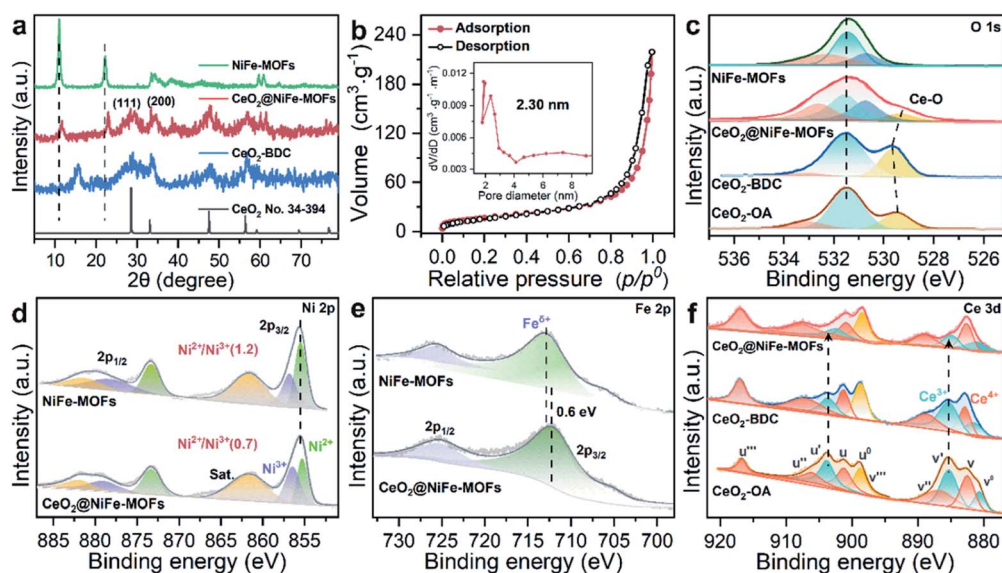 a
NiFe-MOFs
(111) (200)
CeO₂@NiFe-MOFs
CeO₂-BDC
CeO₂ No. 34-394
10 20 30 40 50 60 70
2θ (degree)
Intensity (a.u.)
b
Adsorption
Desorption
240
180
120
60
0
Volume (cm³·g⁻¹)
0.012
0.009
0.006
0.003
dV/dD (cm³·g⁻¹·m⁻¹)
2.30 nm
2 4 6 8
Pore diameter (nm)
0.0 0.2 0.4 0.6 0.8 1.0
Relative pressure (p/p⁰)
c
O 1s
NiFe-MOFs
Ce-O
CeO₂@NiFe-MOFs
CeO₂-BDC
CeO₂-OA
536 534 532 530 528 526
Binding energy (eV)
Intensity (a.u.)
d
Ni 2p
2p₃/₂
2p₁/₂
Ni²⁺/Ni³⁺(1.2)
NiFe-MOFs
Ni²⁺/Ni³⁺(0.7)
Ni²⁺
Sat.
Ni³⁺
CeO₂@NiFe-MOFs
885 880 875 870 865 860 855
Binding energy (eV)
Intensity (a.u.)
e
Fe 2p
Feᵟ⁺
NiFe-MOFs
0.6 eV
2p₁/₂
2p₃/₂
CeO₂@NiFe-MOFs
730 725 720 715 710 705 700
Binding energy (eV)
Intensity (a.u.)
f
Ce 3d
CeO₂@NiFe-MOFs
Ce³⁺
Ce⁴⁺
CeO₂-BDC
u''' u'' u' u u⁰ v''' v'' v' v v⁰
CeO₂-OA
920 910 900 890 880
Binding energy (eV)
Intensity (a.u.)